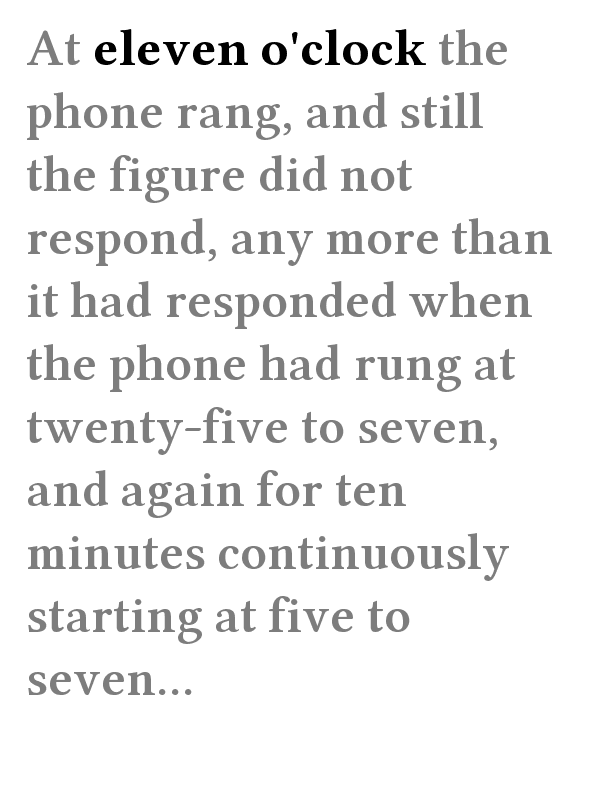 At eleven o'clock the
phone rang, and still
the figure did not
respond, any more than
it had responded when
the phone had rung at
twenty-five to seven,
and again for ten
minutes continuously
starting at five to
seven...